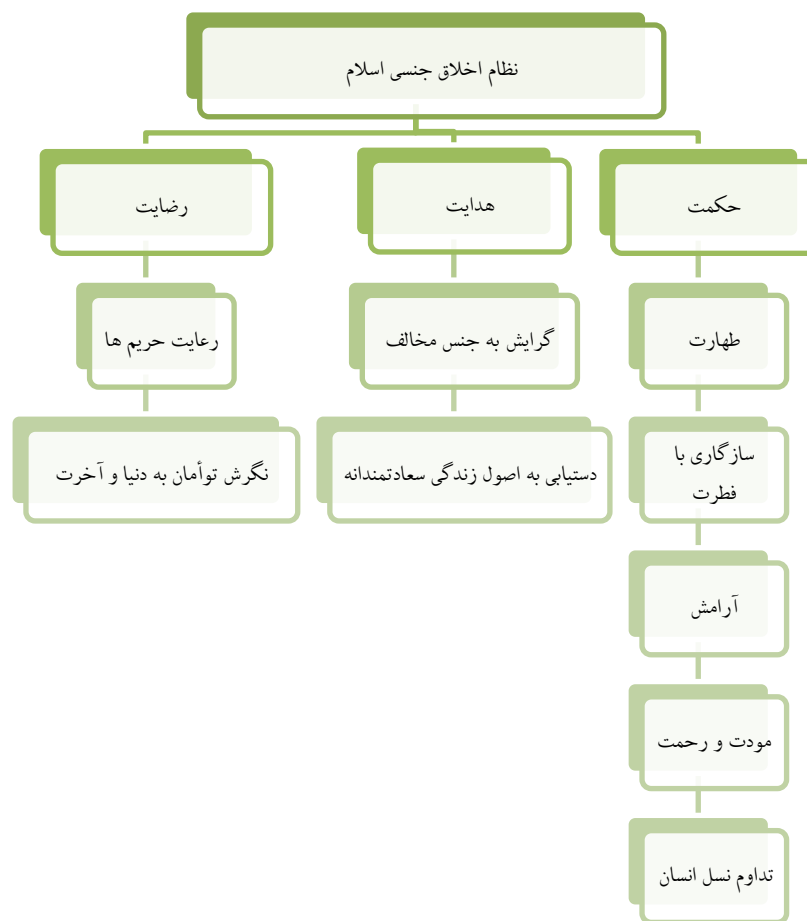 نظام اخلاق جنسی اسلام
حکمت
هدایت
رضایت
طهارت
گرایش به جنس مخالف
رعایت حریم ها
سازگاری با
فطرت
دستیابی به اصول زندگی سعادتمندانه
نگرش توأمان به دنیا و آخرت
آرامش
مودت و رحمت
تداوم نسل انسان